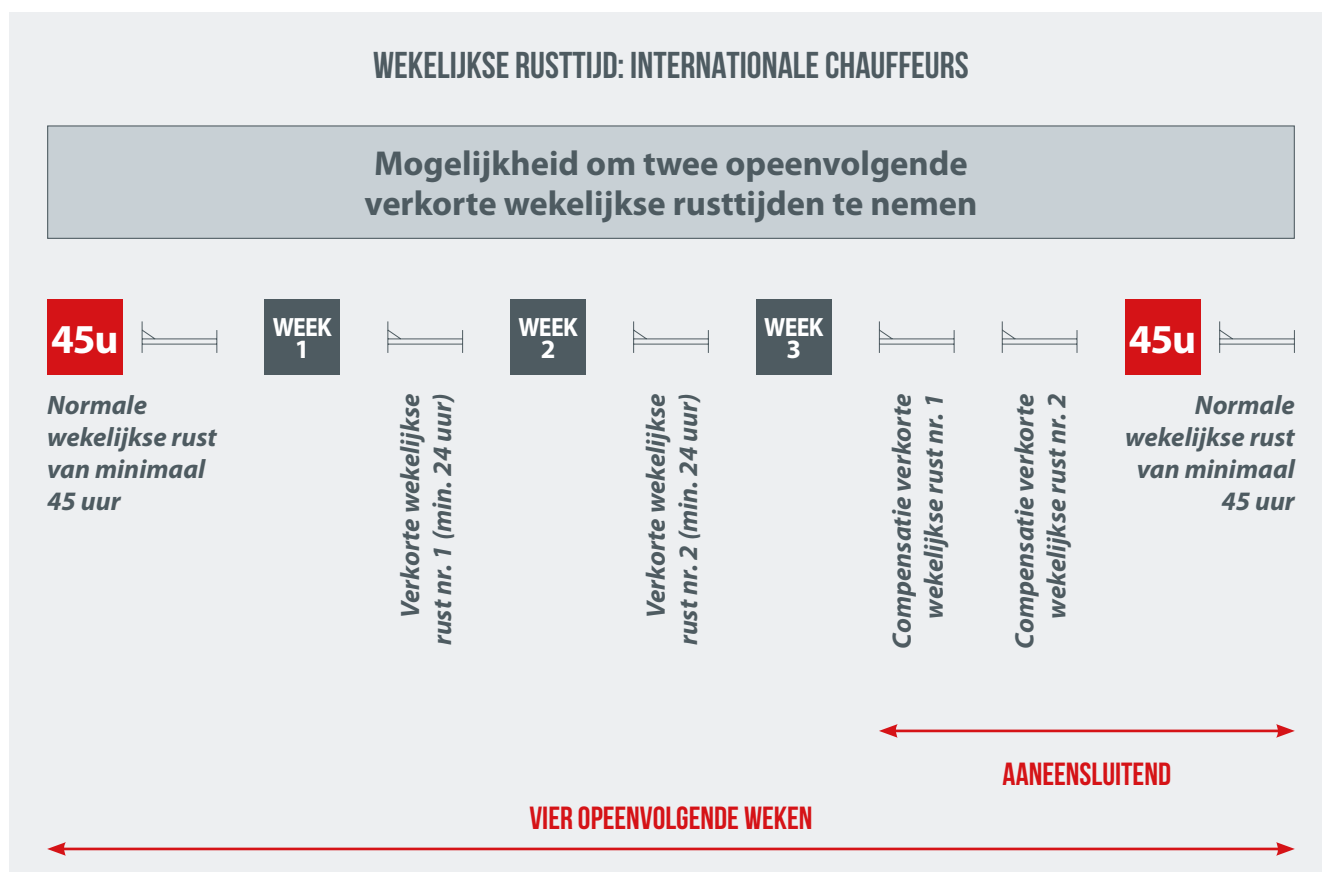 WEKELIJKSE RUSTTIJD: INTERNATIONALE CHAUFFEURS
Mogelijkheid om twee opeenvolgende
verkorte wekelijkse rusttijden te nemen
45u
Normale
wekelijkse rust
van minimaal
45 uur
WEEK
1
Verkorte wekelijkse
rust nr. 1 (min. 24 uur)
WEEK
2
Verkorte wekelijkse
rust nr. 2 (min. 24 uur)
WEEK
3
Compensatie verkorte
wekelijkse rust nr. 1
Compensatie verkorte
wekelijkse rust nr. 2
45u
Normale
wekelijkse rust
van minimaal
45 uur
AANEENSLUITEND
VIER OPEENVOLGENDE WEKEN